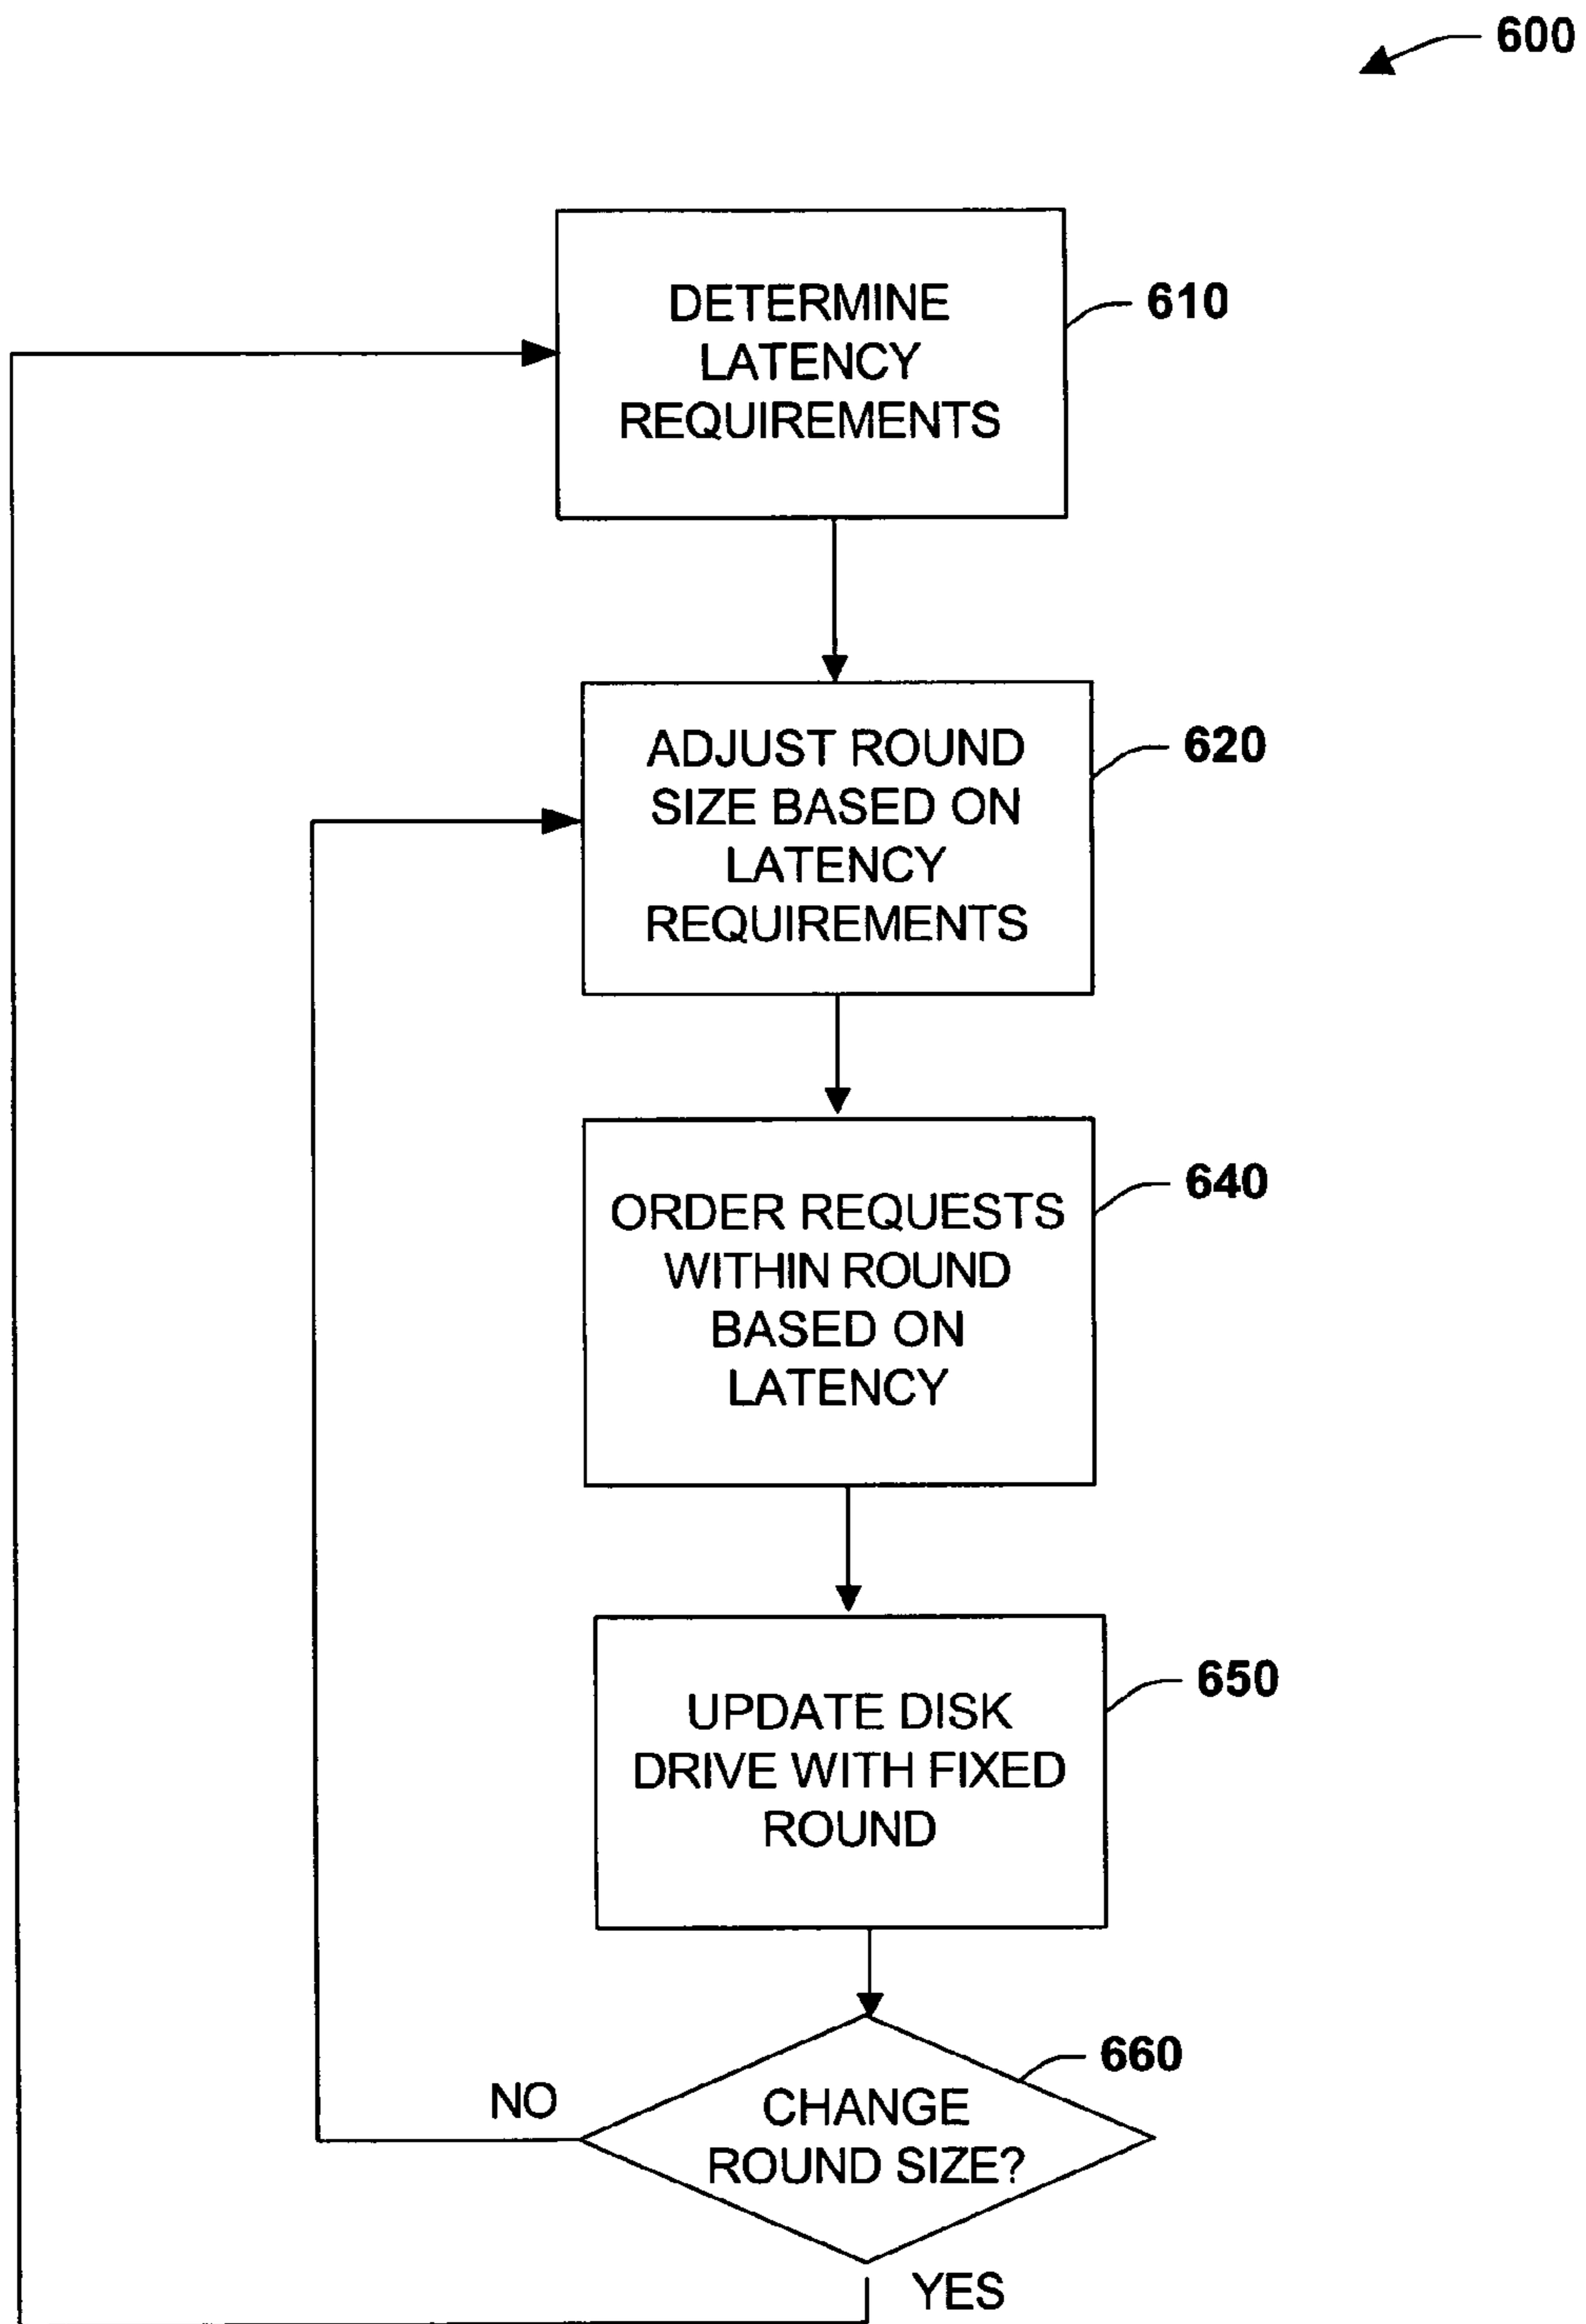 600
DETERMINE
LATENCY
REQUIREMENTS
610
ADJUST ROUND
SIZE BASED ON
LATENCY
REQUIREMENTS
620
ORDER REQUESTS
WITHIN ROUND
BASED ON
LATENCY
640
UPDATE DISK
DRIVE WITH FIXED
ROUND
650
CHANGE
ROUND SIZE?
660
NO
YES